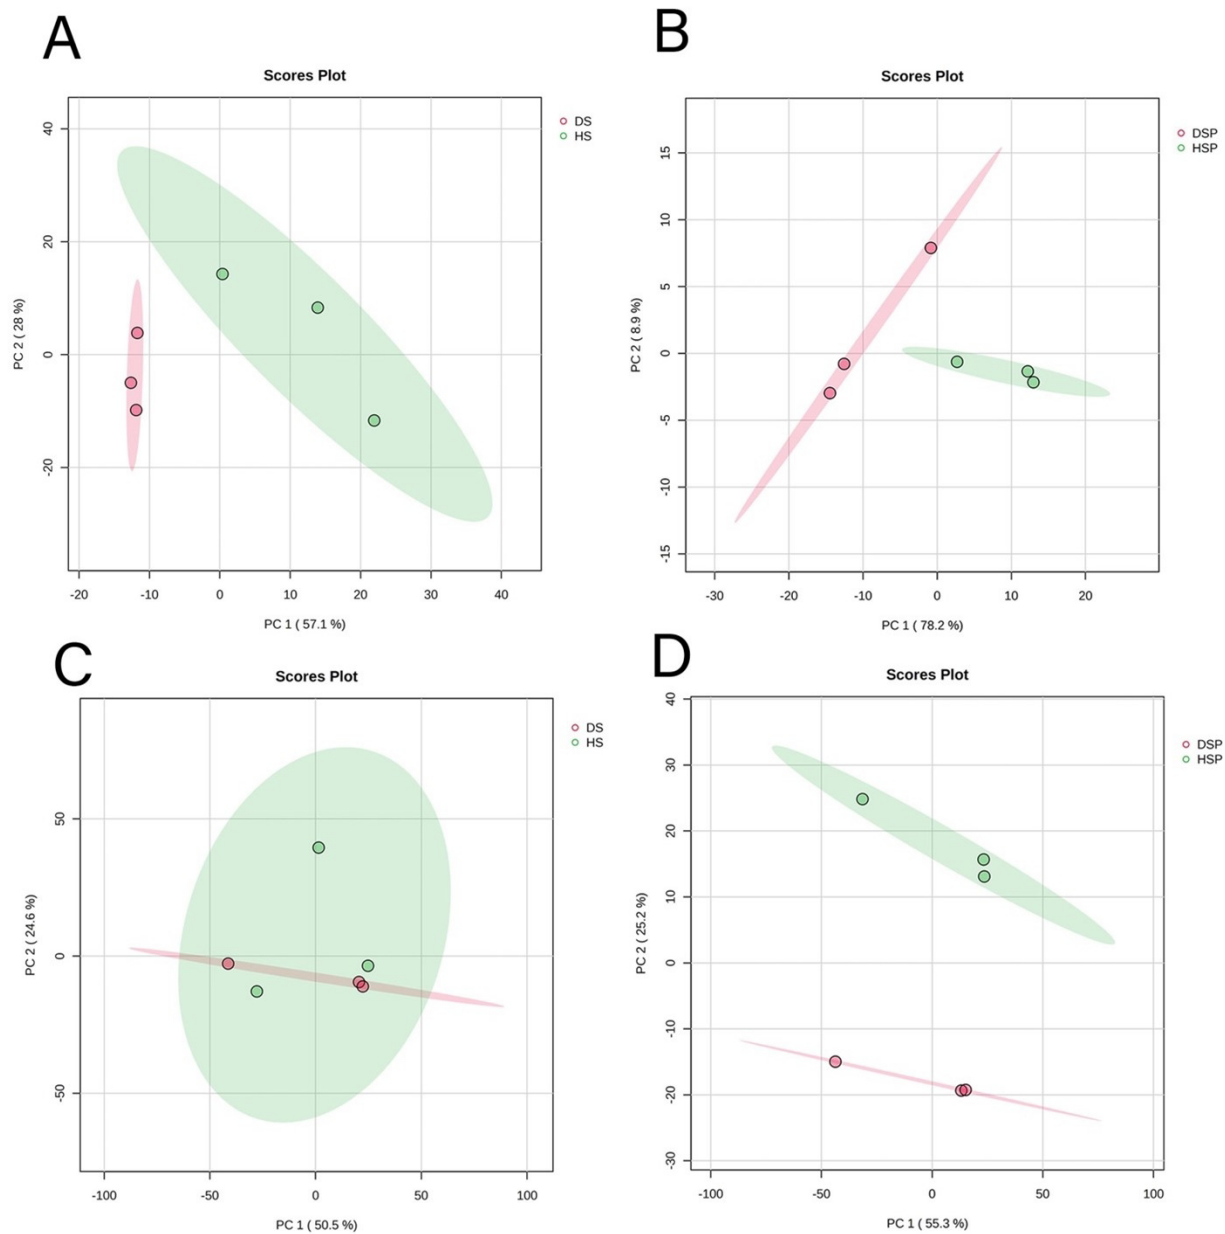 A
Scores Plot
DS
HS
40
20
0
-20
PC 2 ( 28 %)
-20 -10 0 10 20 30 40
PC 1 ( 57.1 %)
B
Scores Plot
DSP
HSP
15
10
5
0
-5
-10
-15
PC 2 ( 8.9 %)
-30 -20 -10 0 10 20
PC 1 ( 78.2 %)
C
Scores Plot
DS
HS
50
0
-50
PC 2 ( 24.6 %)
-100 -50 0 50 100
PC 1 ( 50.5 %)
D
Scores Plot
DSP
HSP
40
30
20
10
0
-10
-20
-30
PC 2 ( 25.2 %)
-100 -50 0 50 100
PC 1 ( 55.3 %)